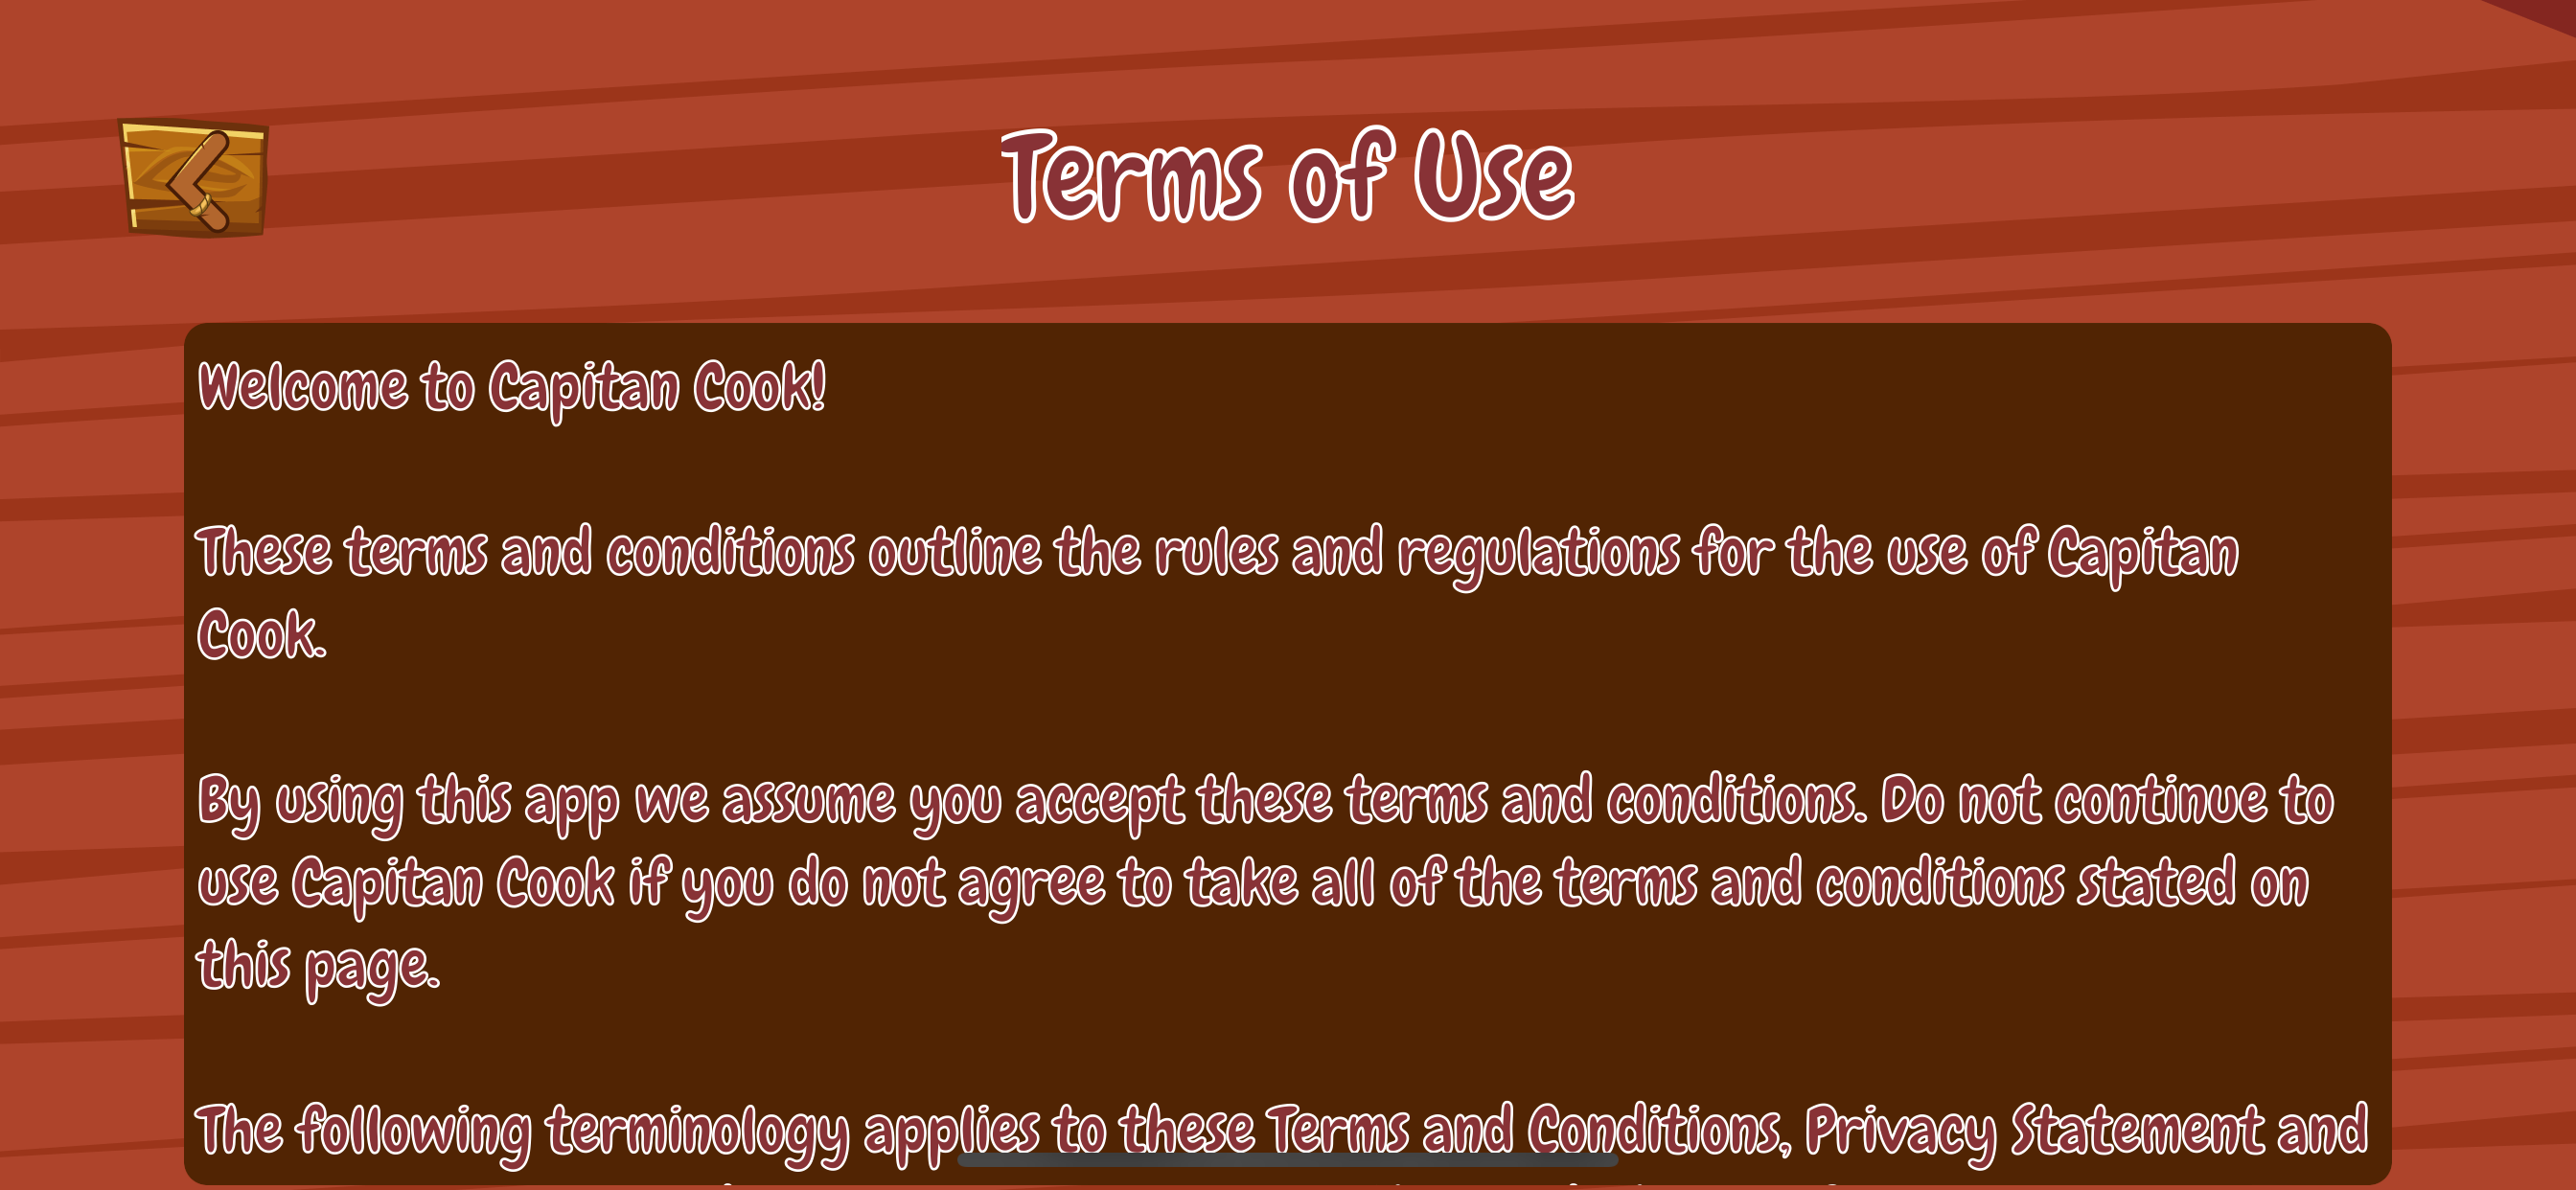 Terms of Use
Welcome to Capitan Cook!
These terms and conditions outline the rules and regulations for the use of Capitan
Cook.
By using this app we assume you accept these terms and conditions. Do not continue to
use Capitan Cook if you do not agree to take all of the terms and conditions stated on
this page.
The following terminology applies to these Terms and Conditions, Privacy Statement and